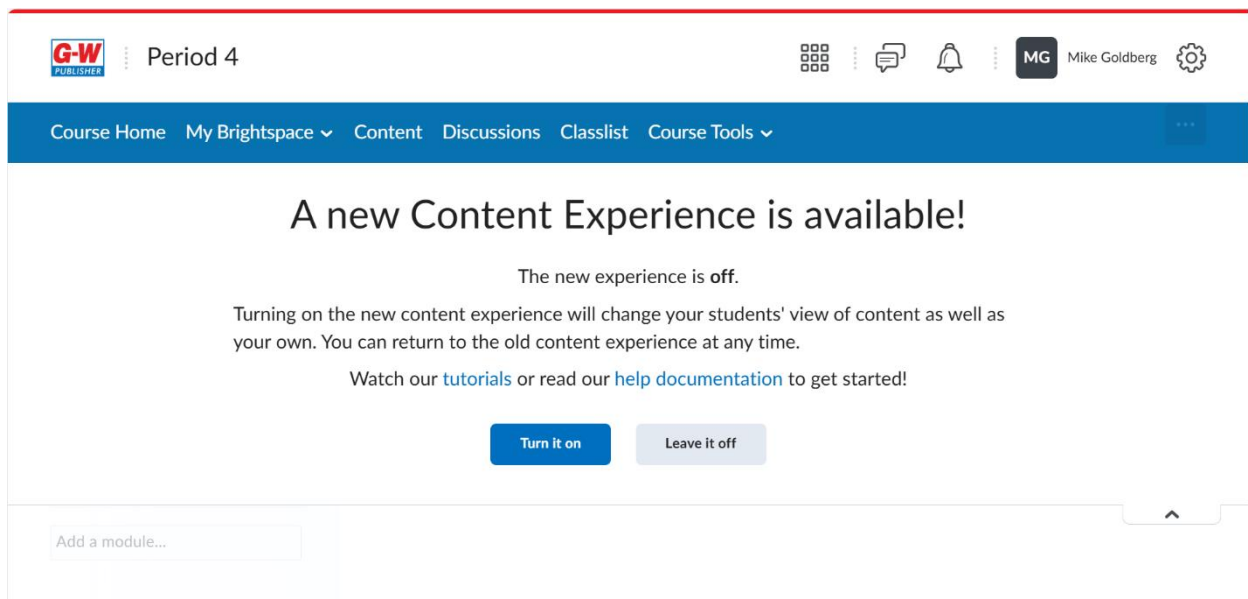 G-W
PUBLISHER
Period 4
MG
Mike Goldberg
Course Home My Brightspace Content Discussions Classlist Course Tools
...
A new Content Experience is available!
The new experience is off.
Turning on the new content experience will change your students' view of content as well as
your own. You can return to the old content experience at any time.
Watch our tutorials or read our help documentation to get started!
Turn it on Leave it off
Add a module...